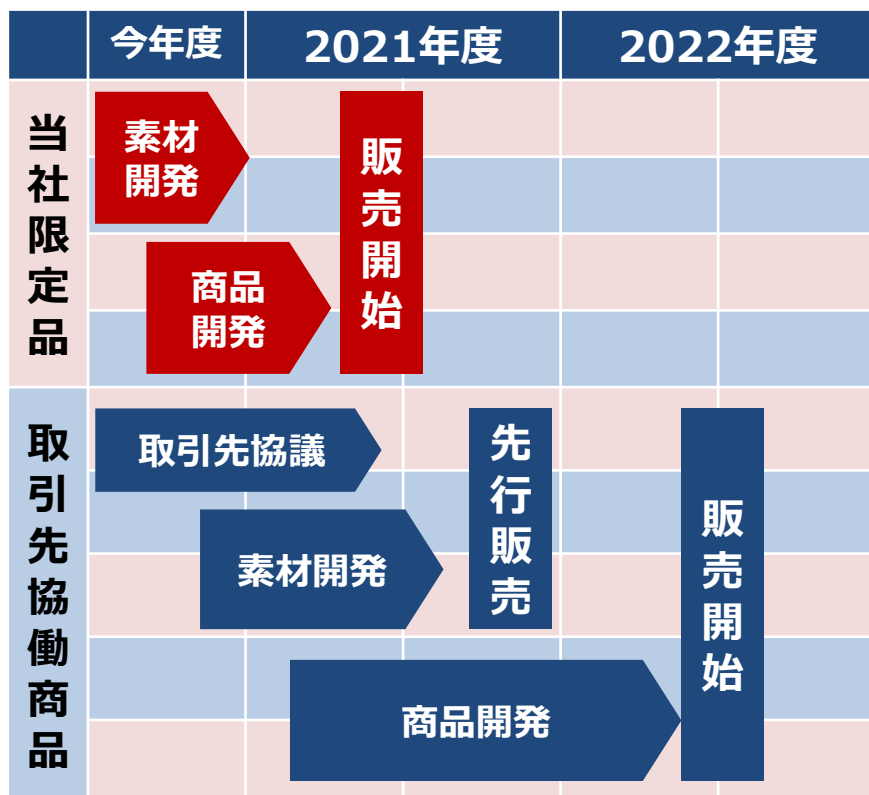 今年度
2021年度
2022年度
当社限定品
素材
開発
商品
開発
販売開始
取引先協働商品
取引先協議
素材開発
先行販売
商品開発
販売開始